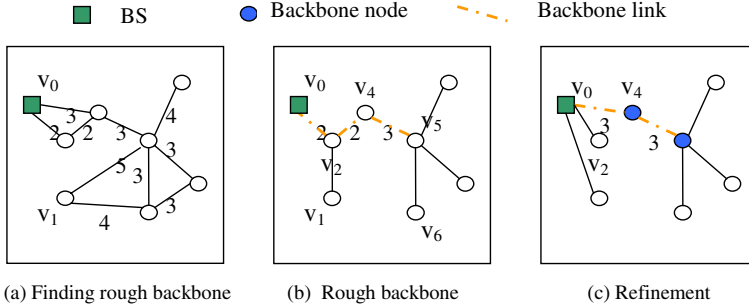 BS
Backbone node
Backbone link
v0
3
2
2
3
4
5
3
3
v1
4
3
v0
v4
2
2
3
v5
v2
v1
v6
v0
v4
3
3
v2
(a) Finding rough backbone
(b) Rough backbone
(c) Refinement